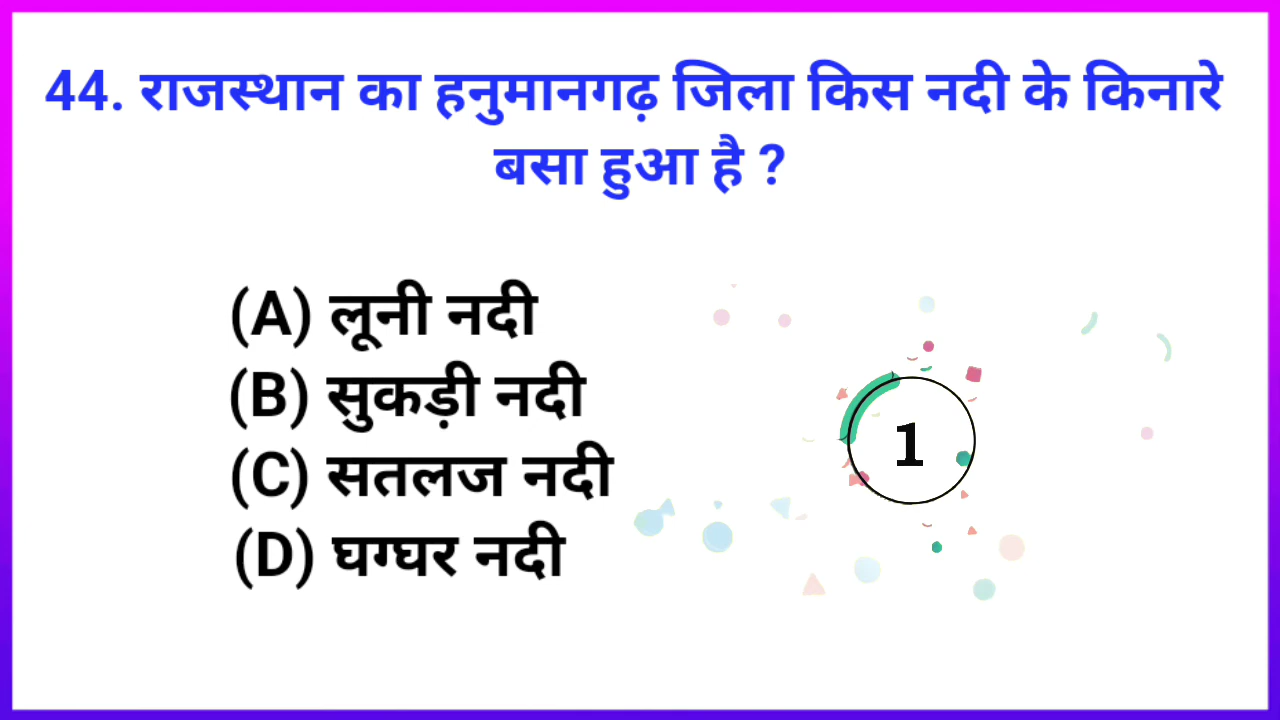 44. राजस्थान का हनुमानगढ़ जिला किस नदी के किनारे
बसा हुआ है ?
(A) लूनी नदी
(B) सुकड़ी नदी
(C) सतलज नदी
(D) घग्घर नदी
1